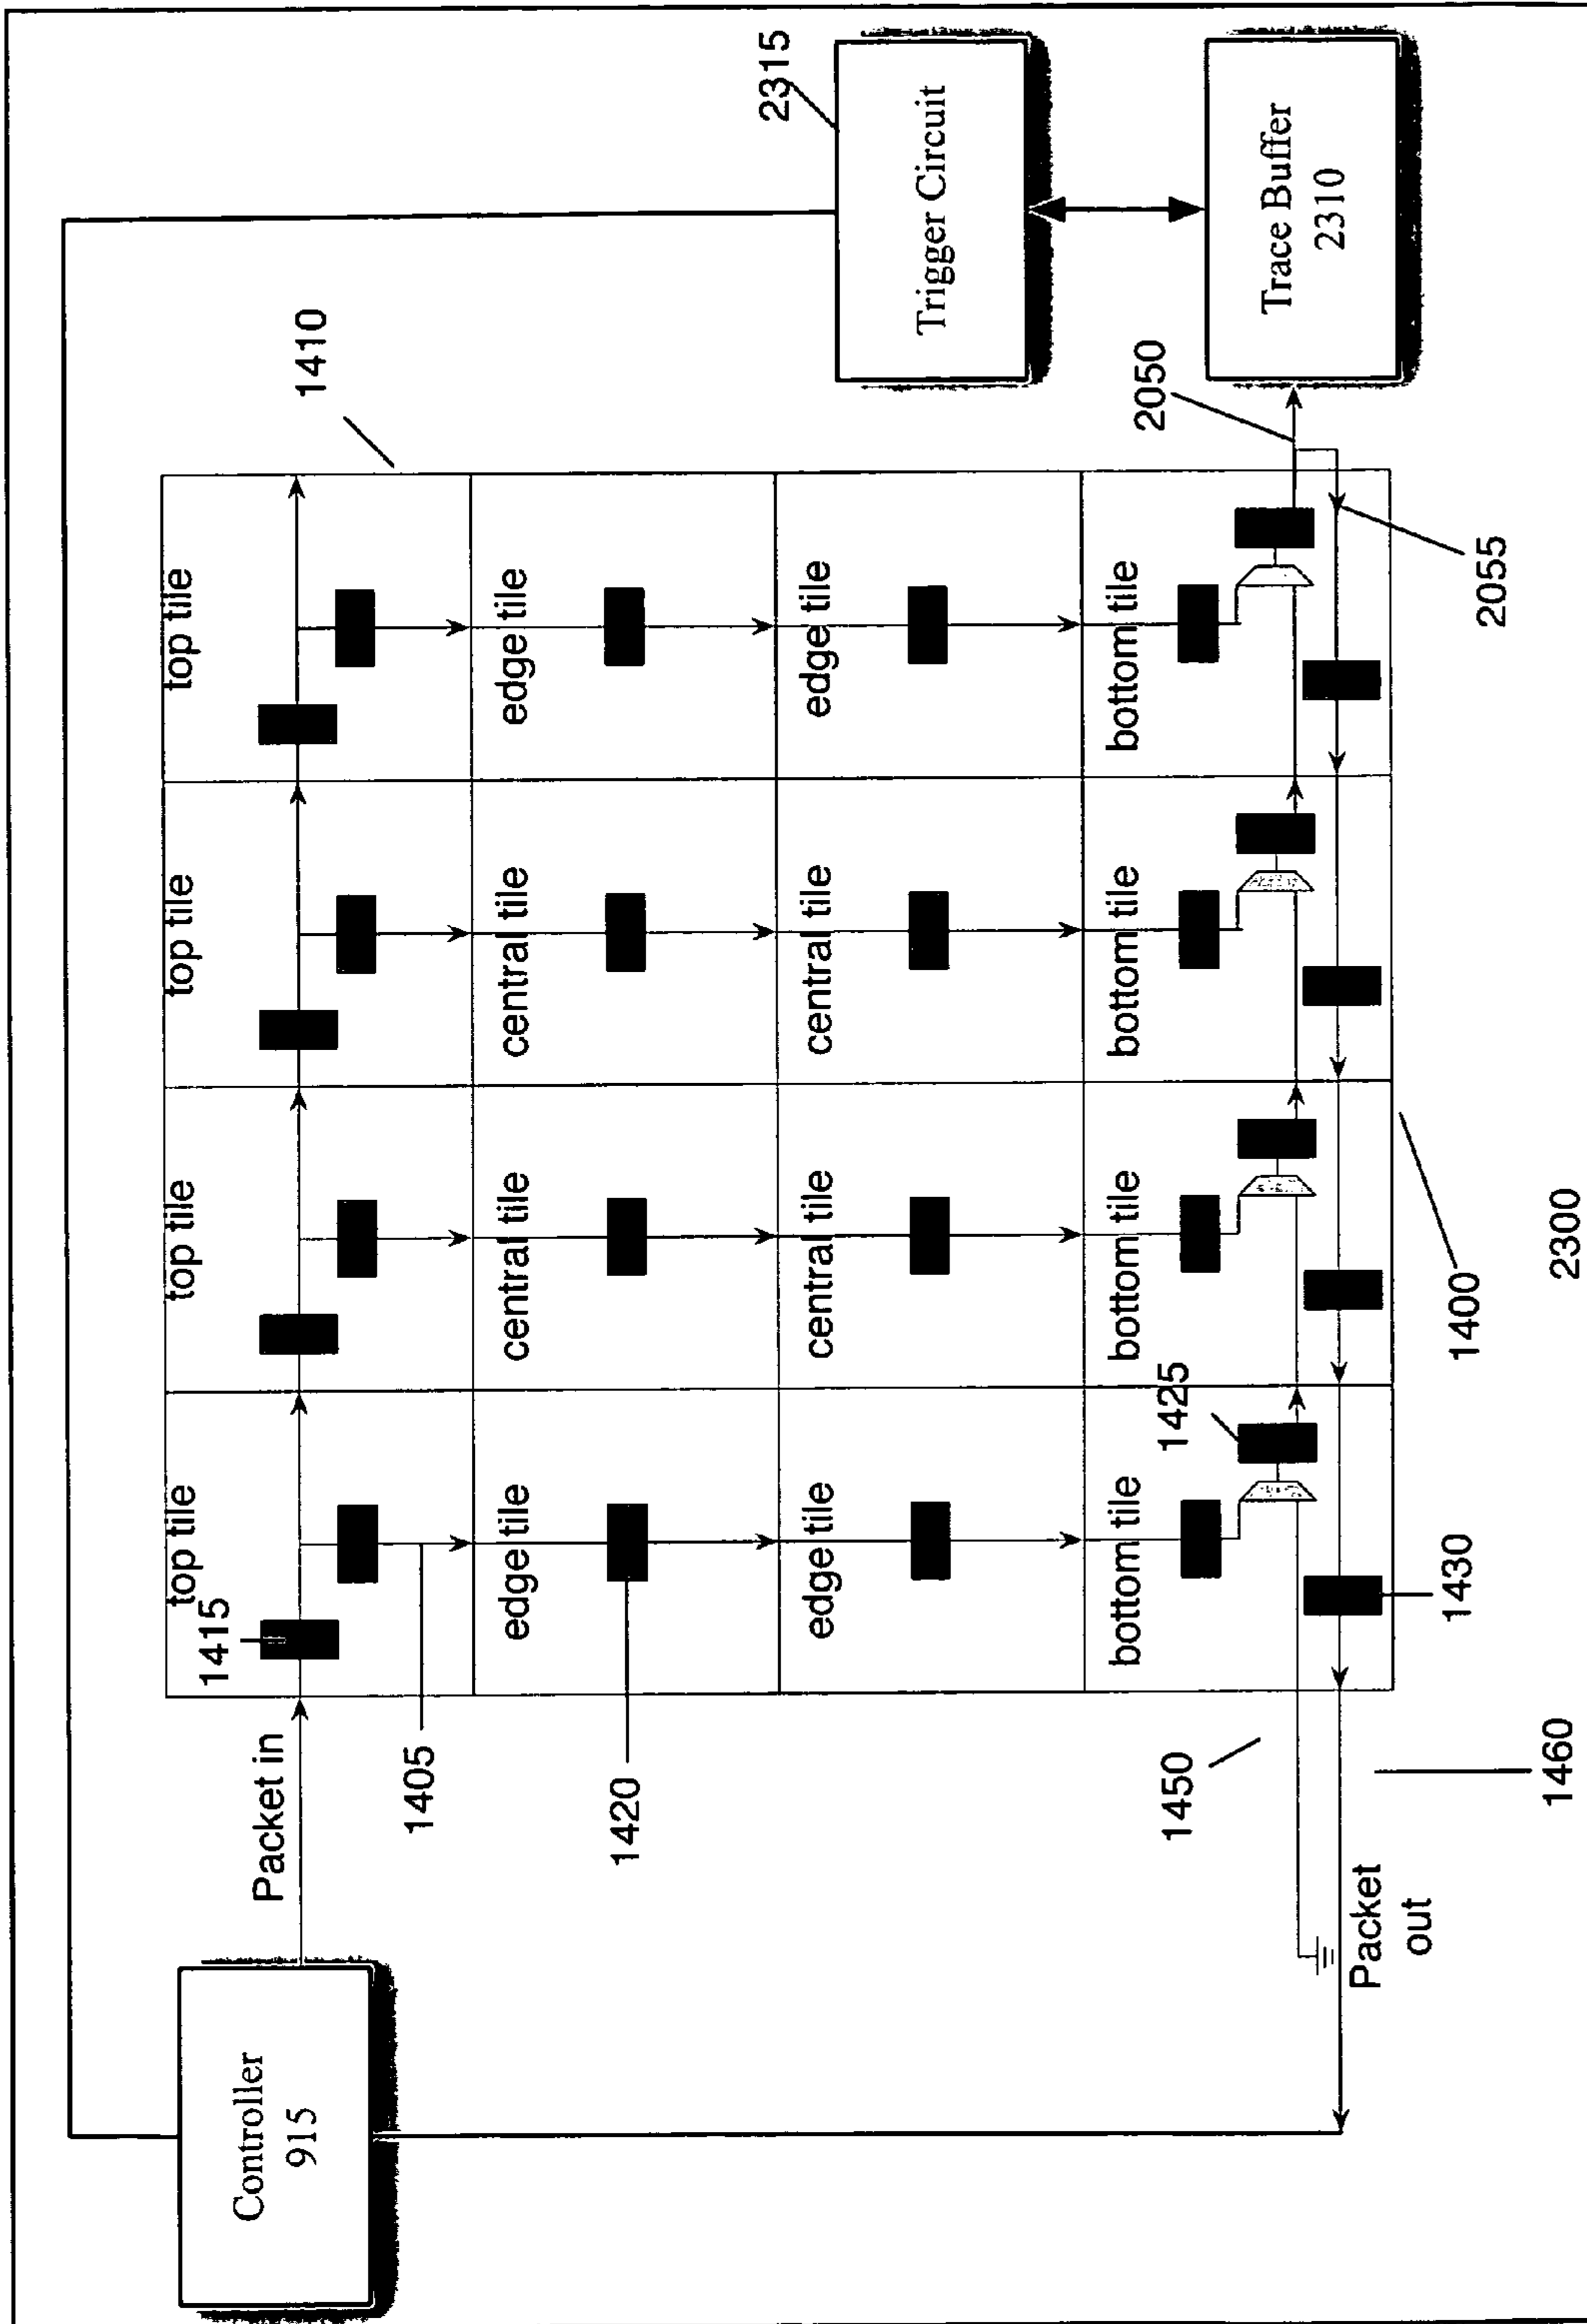 Controller
915
Packet in
top tile
top tile
top tile
top tile
1415
1410
1405
edge tile
central tile
central tile
edge tile
1420
2315
edge tile
central tile
central tile
edge tile
Trigger Circuit
bottom tile
bottom tile
bottom tile
bottom tile
1450
1425
2050
Trace Buffer
2310
Packet
out
1430
1400
2055
1460
2300